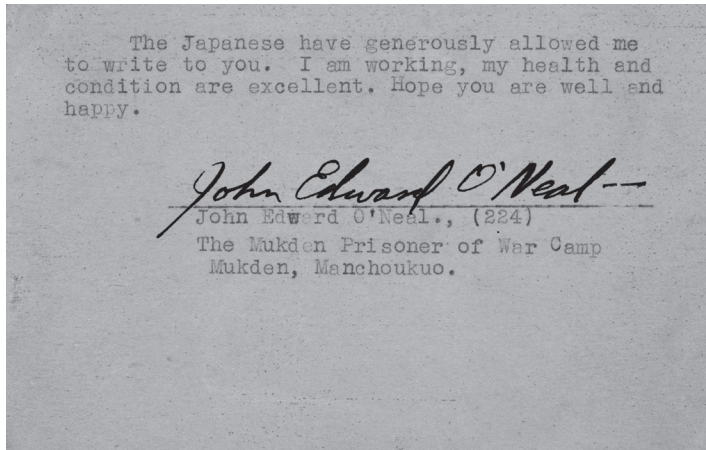 The Japanese have generously allowed me
to write to you. I am working, my health and
condition are excellent. Hope you are well and
happy.
John Edward O'Neal--
John Edward O'Neal., (224)
The Mukden Prisoner of War Camp
Mukden, Manchoukuo.